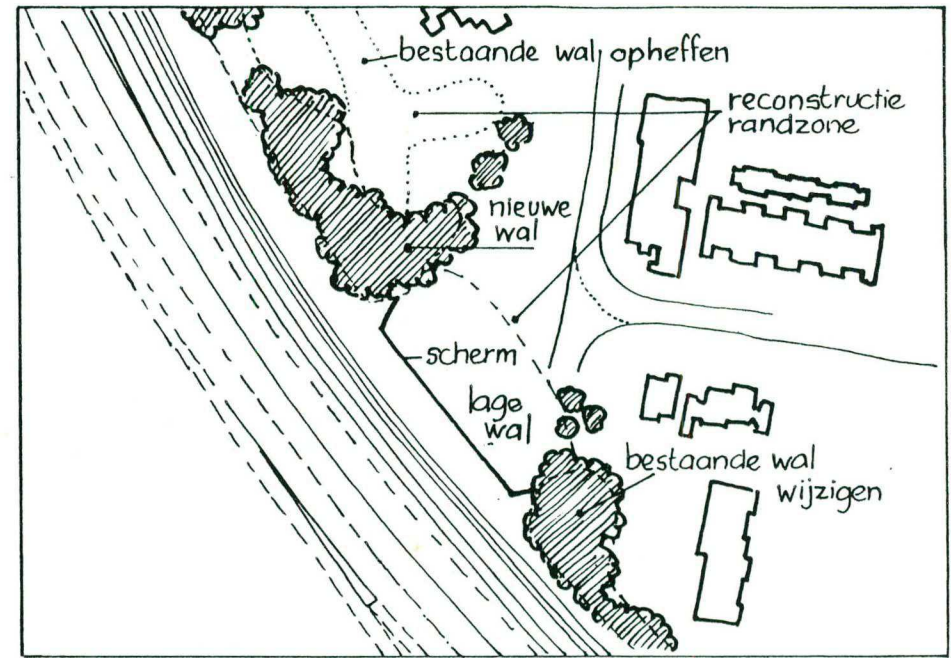 bestaande wal opheffen
reconstructie
randzone
nieuwe
wal
scherm
lage
wal
bestaande wal
wijzigen